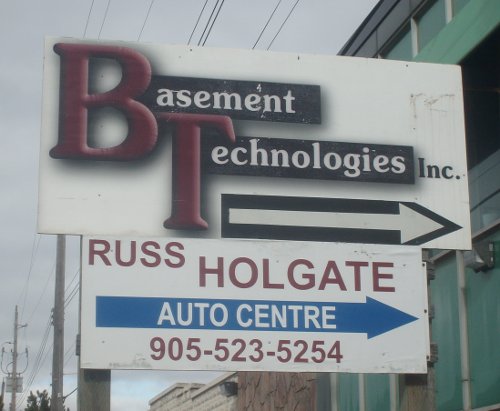 Basement
Technologies Inc.
RUSS HOLGATE
AUTO CENTRE
905-523-5254